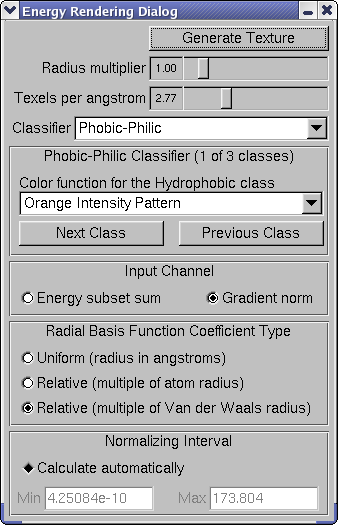 Energy Rendering Dialog
Generate Texture
Radius multiplier 1.00
Texels per angstrom 2.77
Classifier Phobic-Philic
Phobic-Philic Classifier (1 of 3 classes)
Color function for the Hydrophobic class
Orange Intensity Pattern
Next Class Previous Class
Input Channel
Energy subset sum Gradient norm
Radial Basis Function Coefficient Type
Uniform (radius in angstroms)
Relative (multiple of atom radius)
Relative (multiple of Van der Waals radius)
Normalizing Interval
Calculate automatically
Min 4.25084e-10 Max 173.804